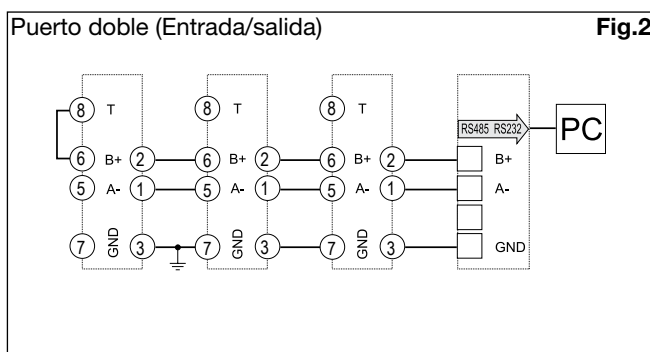 Puerto doble (Entrada/salida) Fig.2
8 T 8 T 8 T RS485 RS232 PC
6 B+ 2 6 B+ 2 6 B+ 2 B+
5 A- 1 5 A- 1 5 A- 1 A-
7 GND 3 7 GND 3 7 GND 3 GND